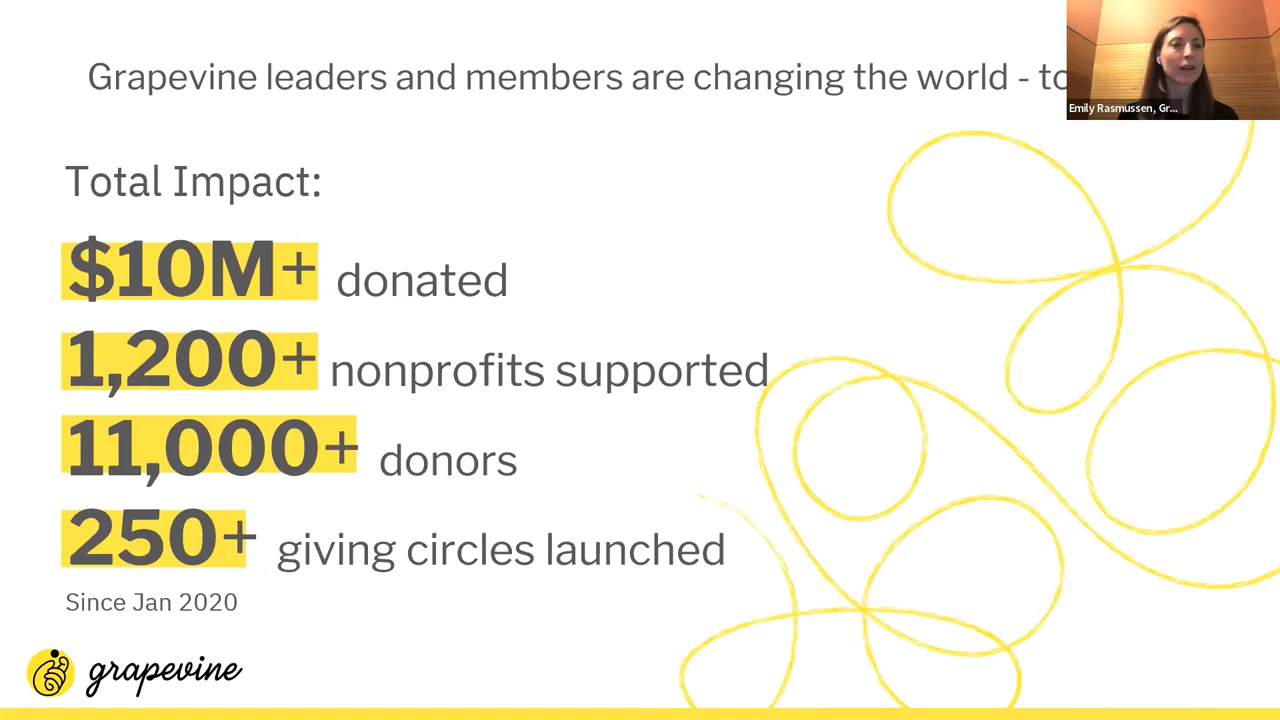 Grapevine leaders and members are changing the world - to
Emily Rasmussen, Gr...
Total Impact:
$10M+ donated
1,200+ nonprofits supported
11,000+ donors
250+ giving circles launched
Since Jan 2020
grapevine